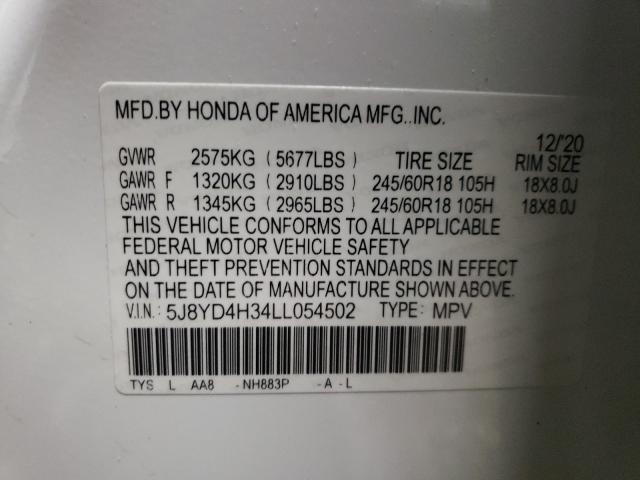 MFD.BY HONDA OF AMERICA MFG.,INC.
12/'20
GVWR 2575KG (5677LBS) TIRE SIZE RIM SIZE
GAWR F 1320KG (2910LBS) 245/60R18 105H 18X8.0J
GAWR R 1345KG (2965LBS) 245/60R18 105H 18X8.0J
THIS VEHICLE CONFORMS TO ALL APPLICABLE
FEDERAL MOTOR VEHICLE SAFETY
AND THEFT PREVENTION STANDARDS IN EFFECT
ON THE DATE OF MANUFACTURE SHOWN ABOVE.
V.I.N.: 5J8YD4H34LL054502 TYPE: MPV
TYS L AA8 -NH883P -A -L